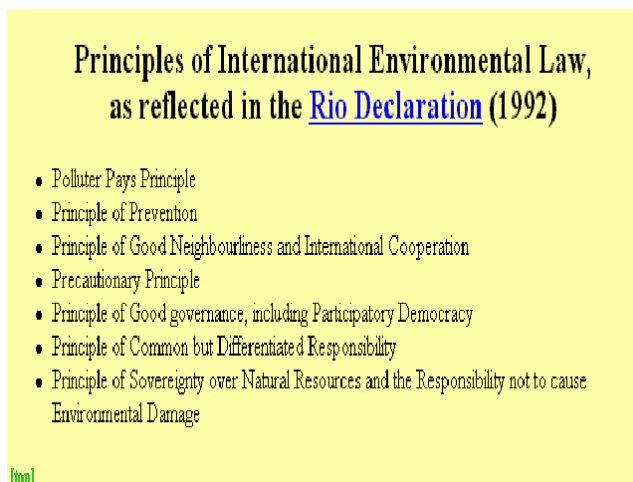 Principles of International Environmental Law,
as reflected in the Rio Declaration (1992)
• Polluter Pays Principle
• Principle of Prevention
• Principle of Good Neighbourliness and International Cooperation
• Precautionary Principle
• Principle of Good governance, including Participatory Democracy
• Principle of Common but Differentiated Responsibility
• Principle of Sovereignty over Natural Resources and the Responsibility not to cause
Environmental Damage
[top]